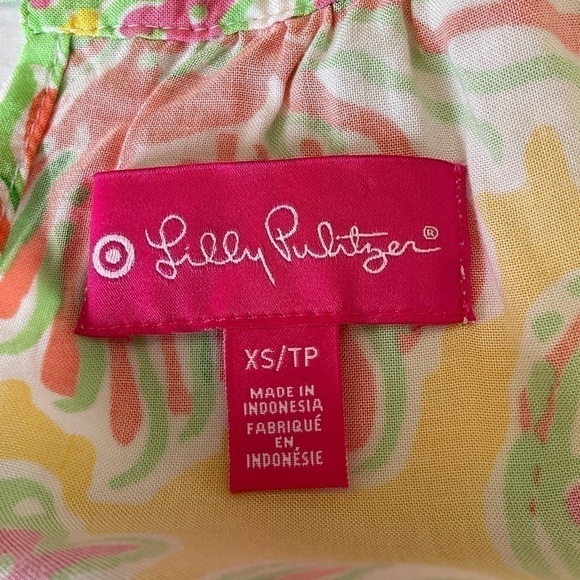 Lilly Pulitzer®
XS/TP
MADE IN
INDONESIA
FABRIQUÉ
EN
INDONÉSIE